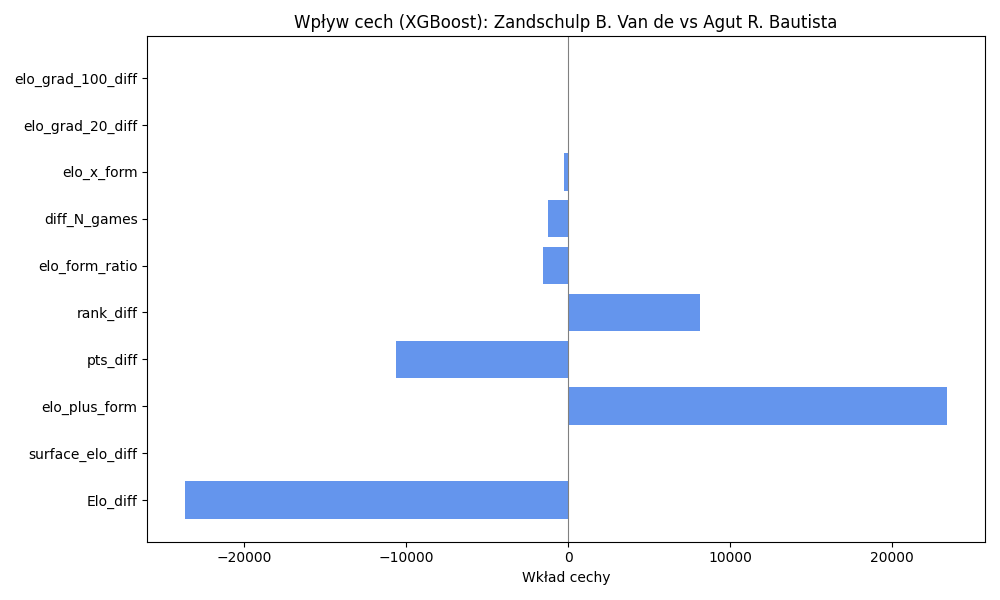 Wpływ cech (XGBoost): Zandschulp B. Van de vs Agut R. Bautista
elo_grad_100_diff
elo_grad_20_diff
elo_x_form
diff_N_games
elo_form_ratio
rank_diff
pts_diff
elo_plus_form
surface_elo_diff
Elo_diff
−20000 −10000 0 10000 20000
Wkład cechy